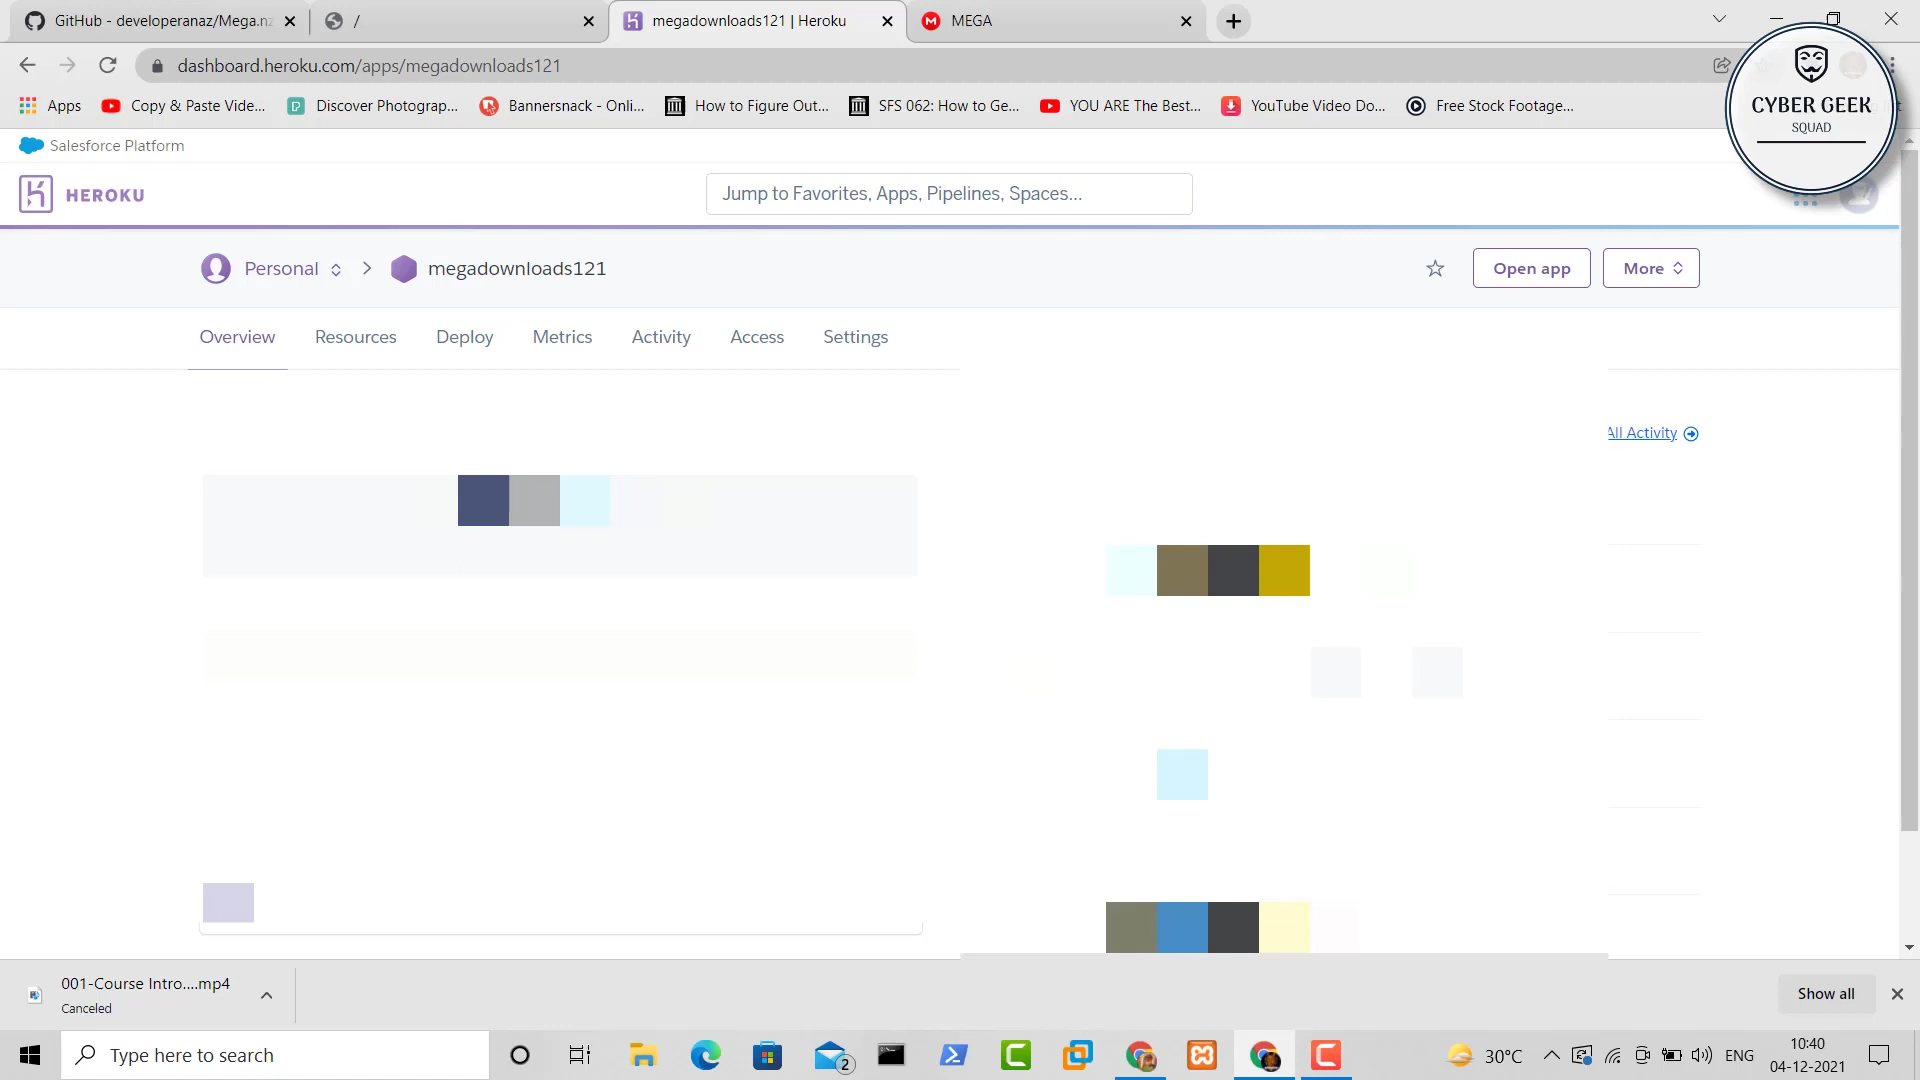 GitHub - developeranaz/Mega.nz
/
megadownloads121 | Heroku
MEGA
dashboard.heroku.com/apps/megadownloads121
Apps
Copy & Paste Vide...
Discover Photograp...
Bannersnack - Onli...
How to Figure Out...
SFS 062: How to Ge...
YOU ARE The Best...
YouTube Video Do...
Free Stock Footage...
CYBER GEEK
SQUAD
Salesforce Platform
HEROKU
Jump to Favorites, Apps, Pipelines, Spaces...
Personal
megadownloads121
Open app
More
Overview
Resources
Deploy
Metrics
Activity
Access
Settings
All Activity
001-Course Intro....mp4
Canceled
Show all
Type here to search
2
30°C
ENG
10:40
04-12-2021